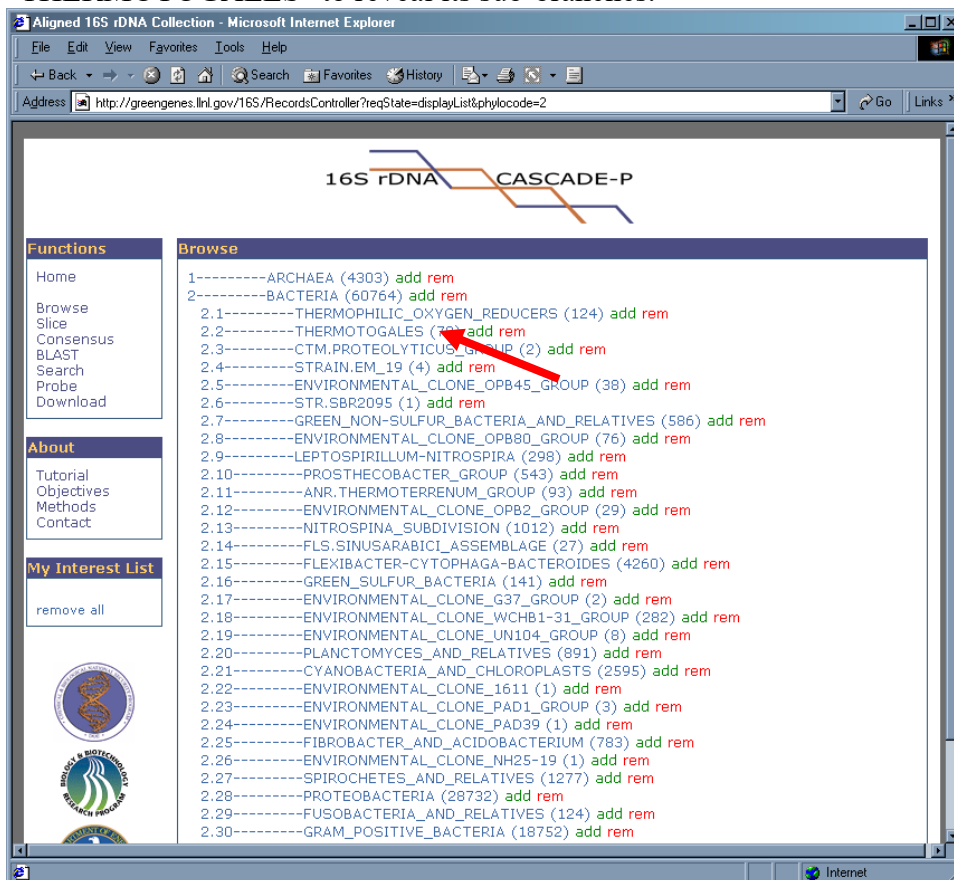 "THERMOTOGALES" to reveal its sub-branches.
Aligned 16S rDNA Collection - Microsoft Internet Explorer
File Edit View Favorites Tools Help
Back Search Favorites History
Address http://greengenes.llnl.gov/16S/RecordsController?reqState=displayList&phylocode=2 Go Links »
16S rDNA CASCADE-P
Functions
Home
Browse
Slice
Consensus
BLAST
Search
Probe
Download
About
Tutorial
Objectives
Methods
Contact
My Interest List
remove all
Browse
1---------ARCHAEA (4303) add rem
2---------BACTERIA (60764) add rem
2.1---------THERMOPHILIC_OXYGEN_REDUCERS (124) add rem
2.2---------THERMOTOGALES add rem
2.3---------CTM.PROTEOLYTICUS_GROUP (2) add rem
2.4---------STRAIN.EM_19 (4) add rem
2.5---------ENVIRONMENTAL_CLONE_OPB45_GROUP (38) add rem
2.6---------STR.SBR2095 (1) add rem
2.7---------GREEN_NON-SULFUR_BACTERIA_AND_RELATIVES (586) add rem
2.8---------ENVIRONMENTAL_CLONE_OPB80_GROUP (76) add rem
2.9---------LEPTOSPIRILLUM-NITROSPIRA (298) add rem
2.10---------PROSTHECOBACTER_GROUP (543) add rem
2.11---------ANR.THERMOTERRENUM_GROUP (93) add rem
2.12---------ENVIRONMENTAL_CLONE_OPB2_GROUP (29) add rem
2.13---------NITROSPINA_SUBDIVISION (1012) add rem
2.14---------FLS.SINUSARABICI_ASSEMBLAGE (27) add rem
2.15---------FLEXIBACTER-CYTOPHAGA-BACTEROIDES (4260) add rem
2.16---------GREEN_SULFUR_BACTERIA (141) add rem
2.17---------ENVIRONMENTAL_CLONE_G37_GROUP (2) add rem
2.18---------ENVIRONMENTAL_CLONE_WCHB1-31_GROUP (282) add rem
2.19---------ENVIRONMENTAL_CLONE_UN104_GROUP (8) add rem
2.20---------PLANCTOMYCES_AND_RELATIVES (891) add rem
2.21---------CYANOBACTERIA_AND_CHLOROPLASTS (2595) add rem
2.22---------ENVIRONMENTAL_CLONE_1611 (1) add rem
2.23---------ENVIRONMENTAL_CLONE_PAD1_GROUP (3) add rem
2.24---------ENVIRONMENTAL_CLONE_PAD39 (1) add rem
2.25---------FIBROBACTER_AND_ACIDOBACTERIUM (783) add rem
2.26---------ENVIRONMENTAL_CLONE_NH25-19 (1) add rem
2.27---------SPIROCHETES_AND_RELATIVES (1277) add rem
2.28---------PROTEOBACTERIA (28732) add rem
2.29---------FUSOBACTERIA_AND_RELATIVES (124) add rem
2.30---------GRAM_POSITIVE_BACTERIA (18752) add rem
Internet